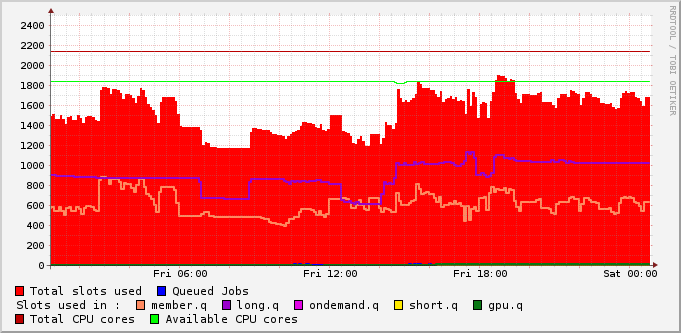 2400
2200
2000
1800
1600
1400
1200
1000
800
600
400
200
0
Fri 06:00 Fri 12:00 Fri 18:00 Sat 00:00
Total slots used Queued Jobs
Slots used in : member.q long.q ondemand.q short.q gpu.q
Total CPU cores Available CPU cores
RRDTOOL / TOBI OETIKER